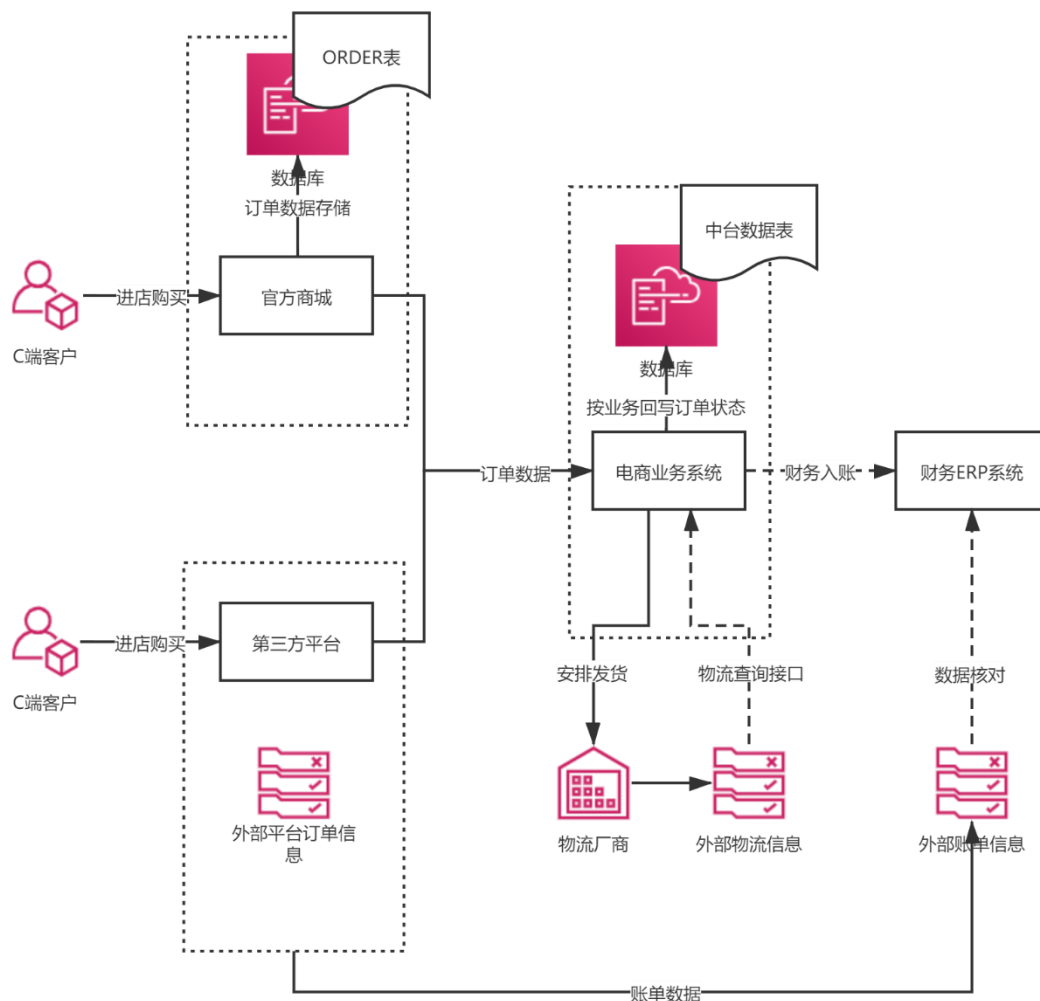 ORDER表
数据库
订单数据存储
中台数据表
进店购买
官方商城
C端客户
数据库
按业务回写订单状态
订单数据
电商业务系统
财务入账
财务ERP系统
进店购买
第三方平台
C端客户
安排发货
物流查询接口
数据核对
外部平台订单信
息
物流厂商
外部物流信息
外部账单信息
账单数据